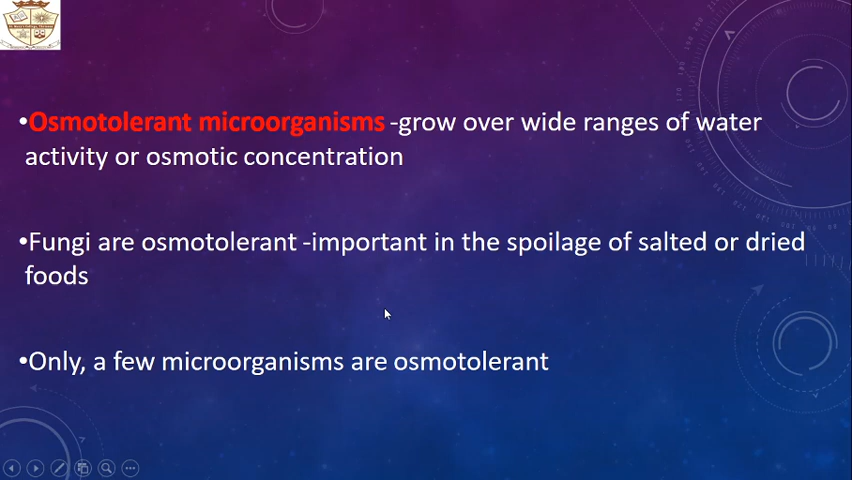 •Osmotolerant microorganisms -grow over wide ranges of water
activity or osmotic concentration
•Fungi are osmotolerant -important in the spoilage of salted or dried
foods
•Only, a few microorganisms are osmotolerant